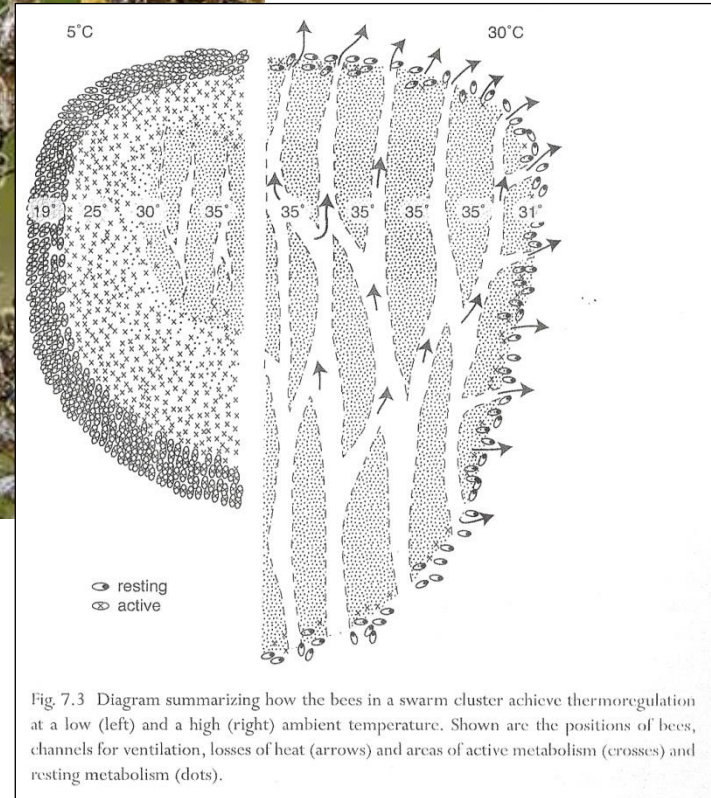 5°C
30°C
19° 25° 30° 35° 35° 35° 35° 35° 31°
resting
active
Fig. 7.3 Diagram summarizing how the bees in a swarm cluster achieve thermoregulation
at a low (left) and a high (right) ambient temperature. Shown are the positions of bees,
channels for ventilation, losses of heat (arrows) and areas of active metabolism (crosses) and
resting metabolism (dots).